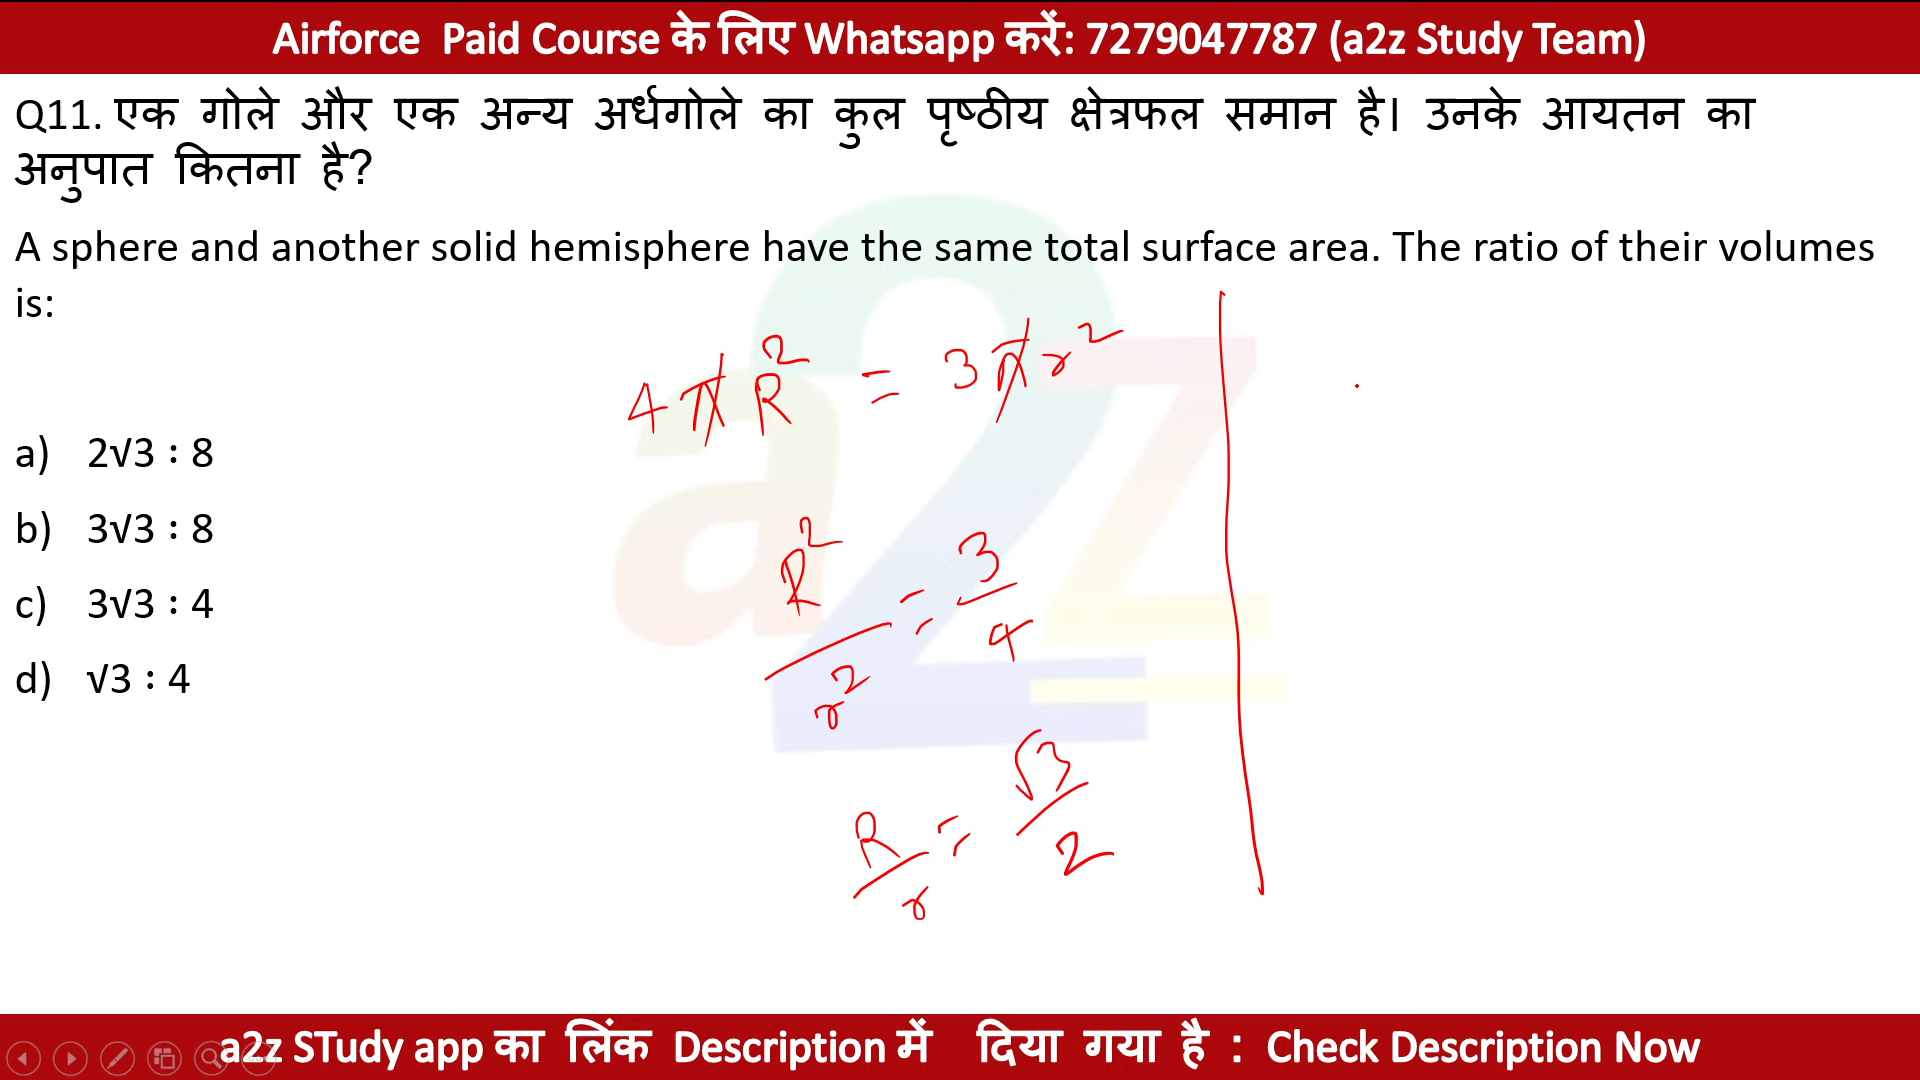 Airforce Paid Course के लिए Whatsapp करें: 7279047787 (a2z Study Team)
Q11. एक गोले और एक अन्य अर्धगोले का कुल पृष्ठीय क्षेत्रफल समान है। उनके आयतन का
अनुपात कितना है?
A sphere and another solid hemisphere have the same total surface area. The ratio of their volumes
is:
4πR² = 3πr²
a) 2√3 : 8
b) 3√3 : 8
c) 3√3 : 4
d) √3 : 4
R²/r² = 3/4
R/r = √3/2
a2z
a2z STudy app का लिंक Description में दिया गया है : Check Description Now